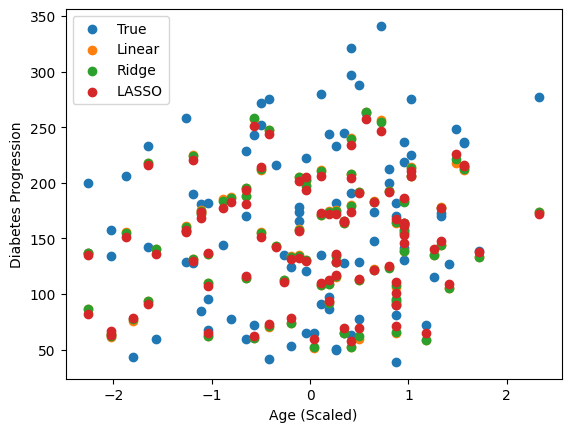 350
300
250
200
150
100
50
Diabetes Progression
True
Linear
Ridge
LASSO
−2
−1
0
1
2
Age (Scaled)